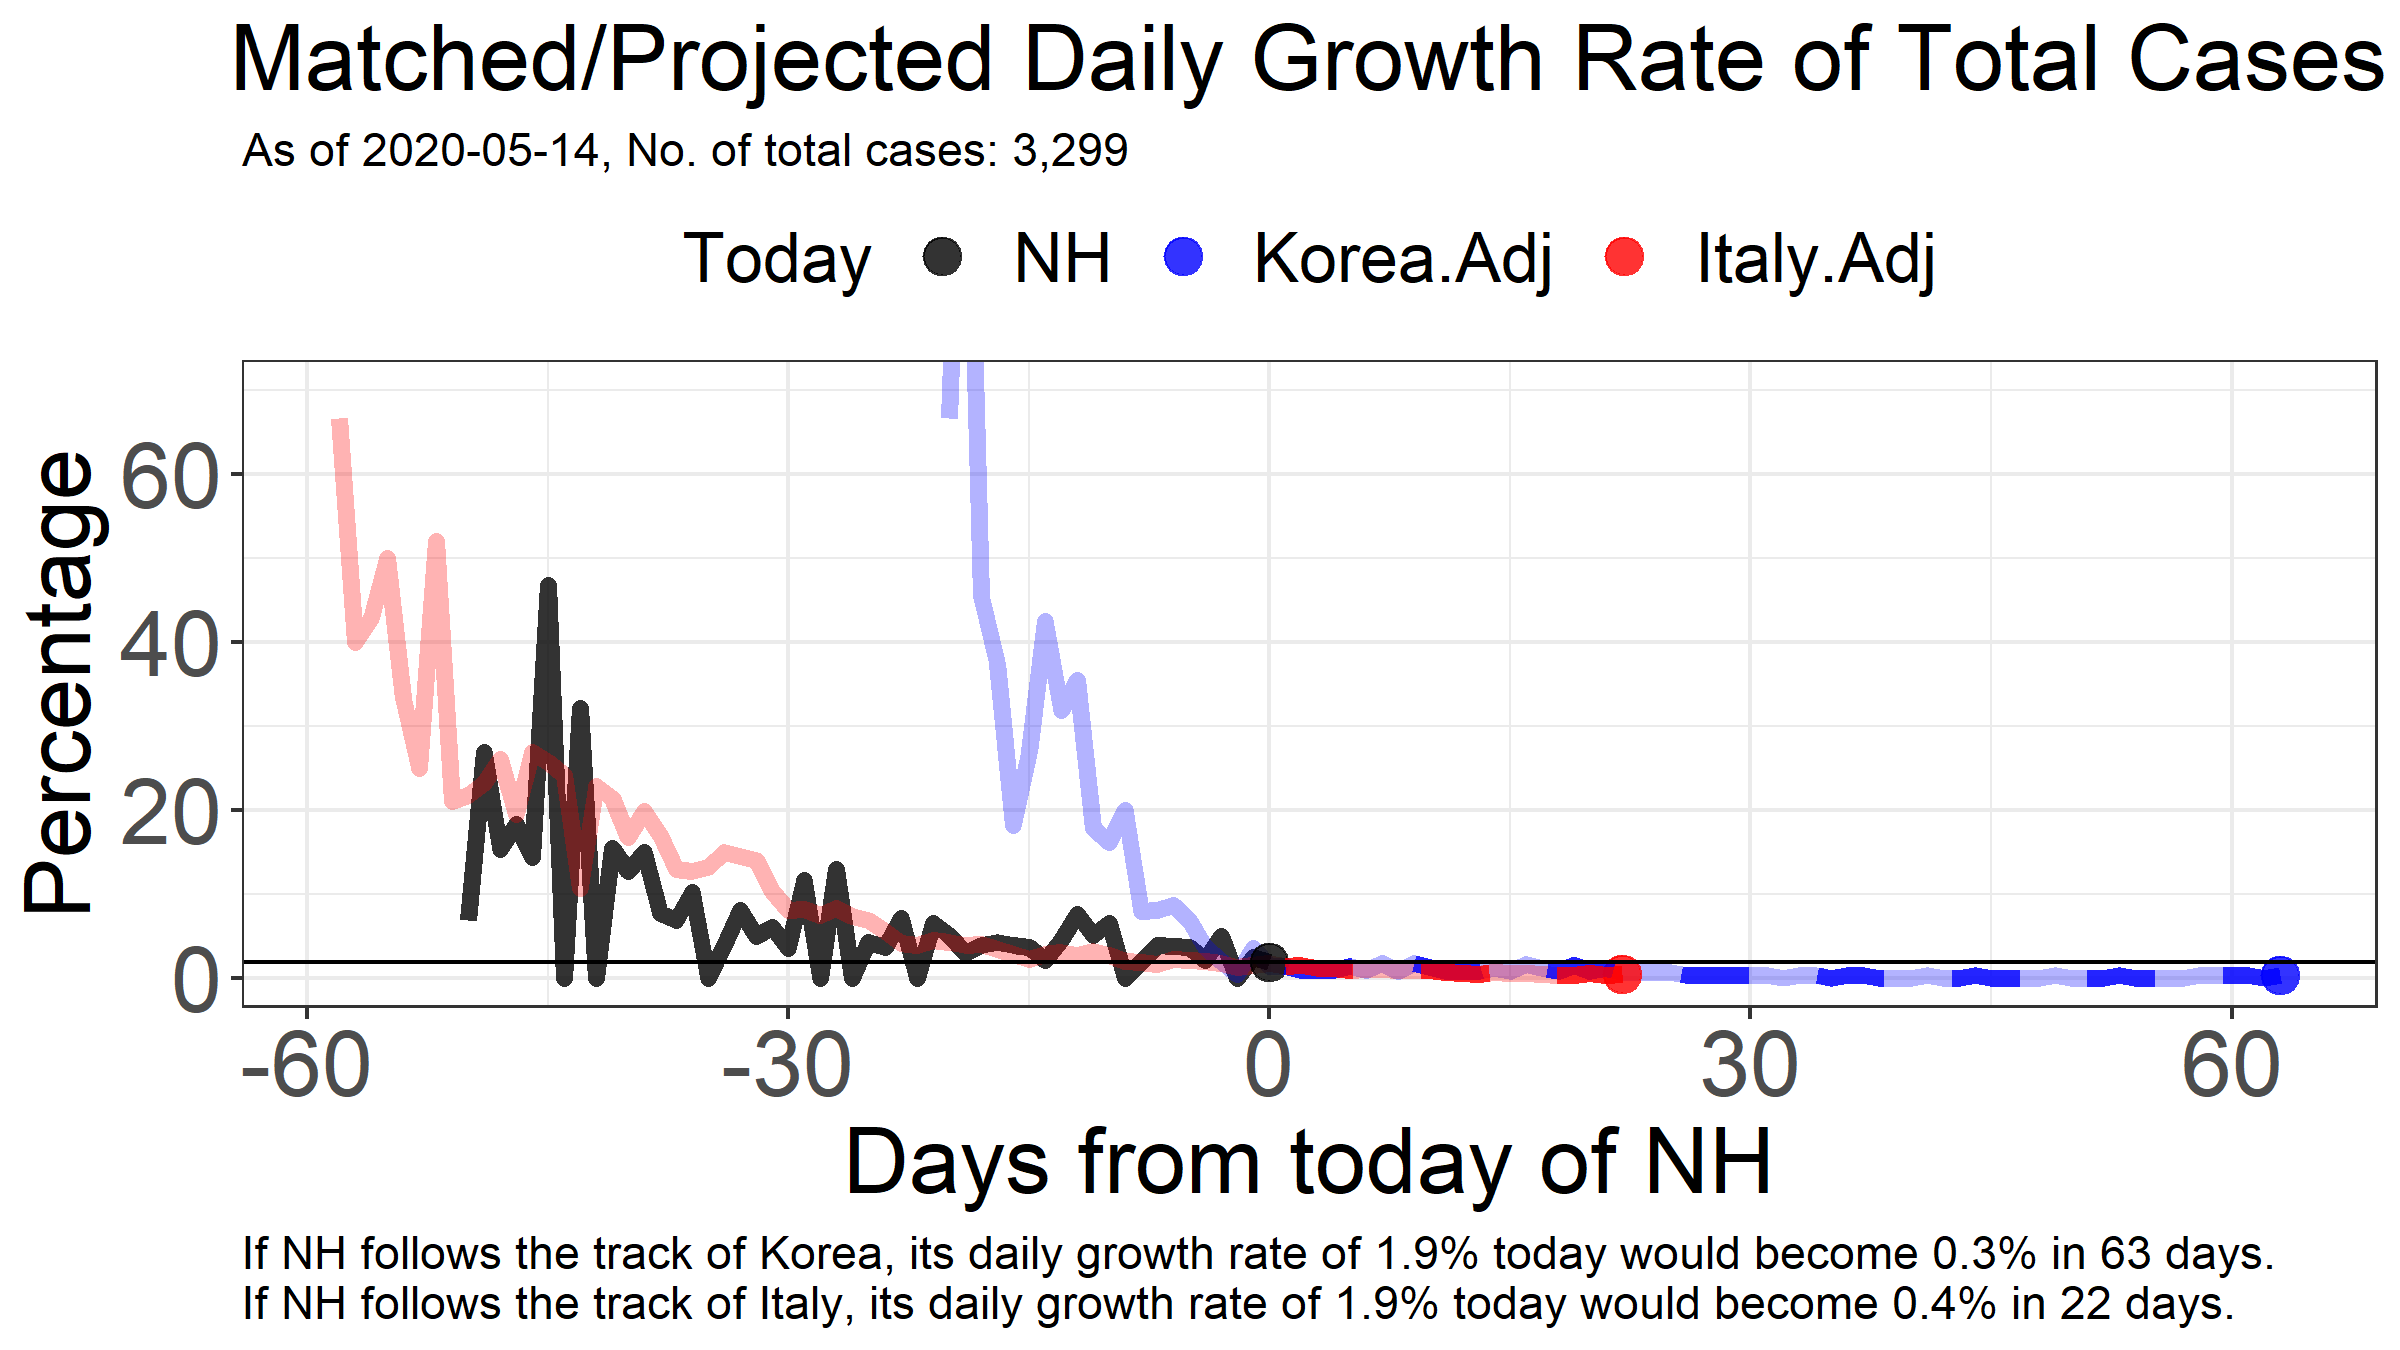 Matched/Projected Daily Growth Rate of Total Cases
As of 2020-05-14, No. of total cases: 3,299
Today NH Korea.Adj Italy.Adj
Percentage
60
40
20
0
-60 -30 0 30 60
Days from today of NH
If NH follows the track of Korea, its daily growth rate of 1.9% today would become 0.3% in 63 days.
If NH follows the track of Italy, its daily growth rate of 1.9% today would become 0.4% in 22 days.